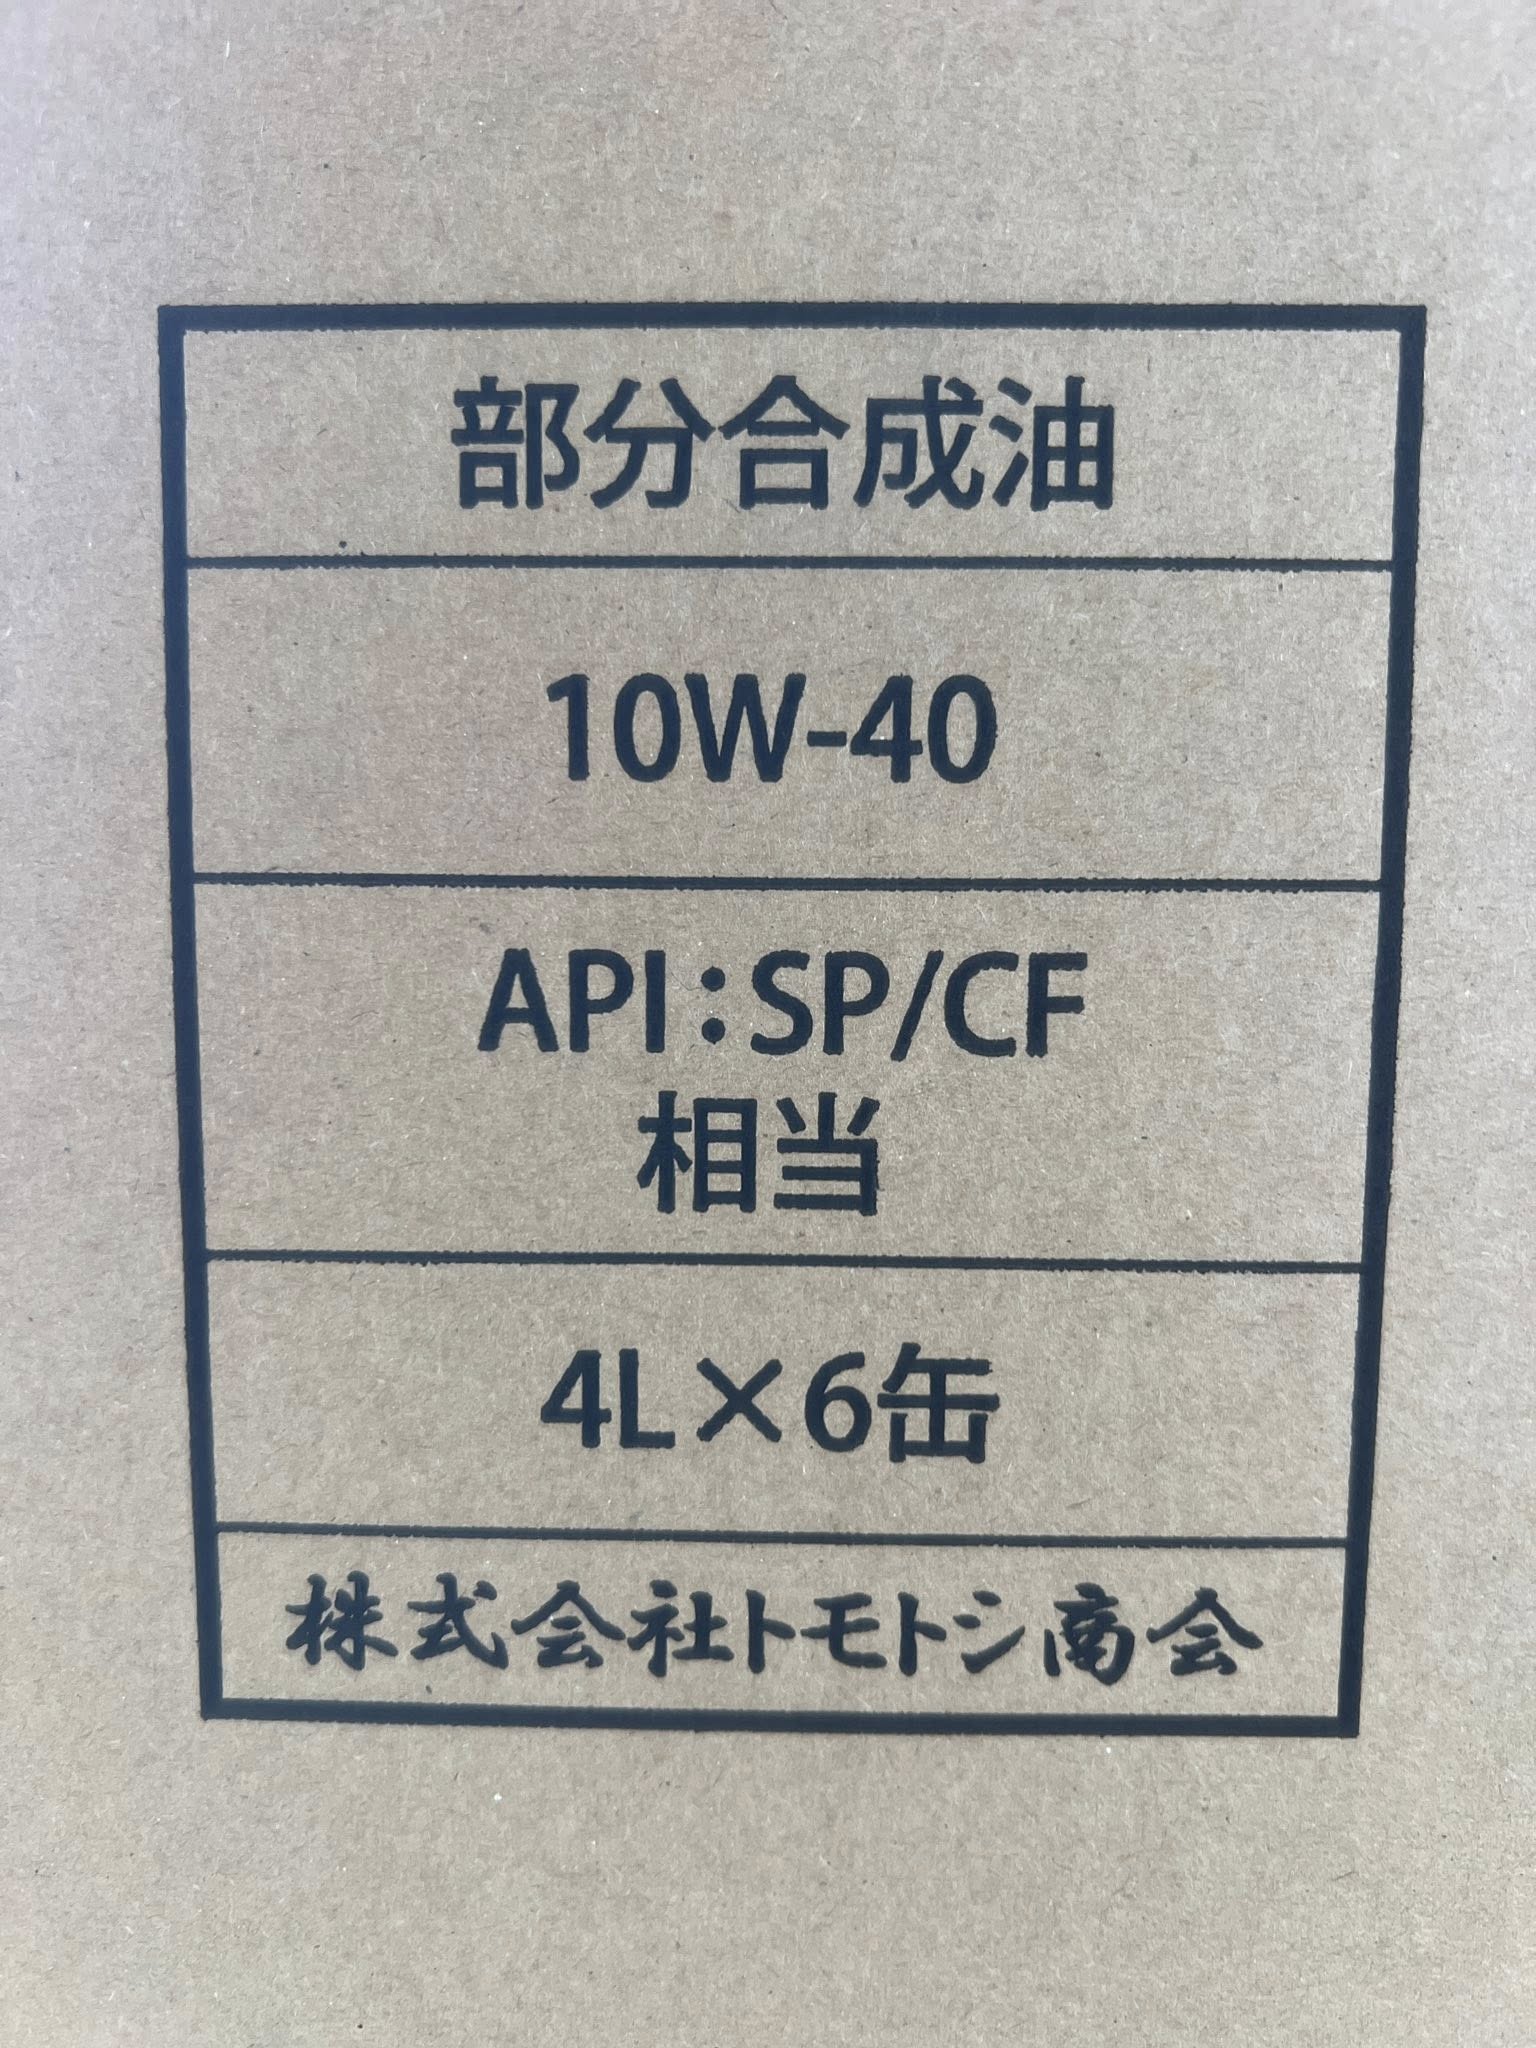 部分合成油
10W-40
API：SP/CF
相当
4L×6缶
株式会社トモトシ商会